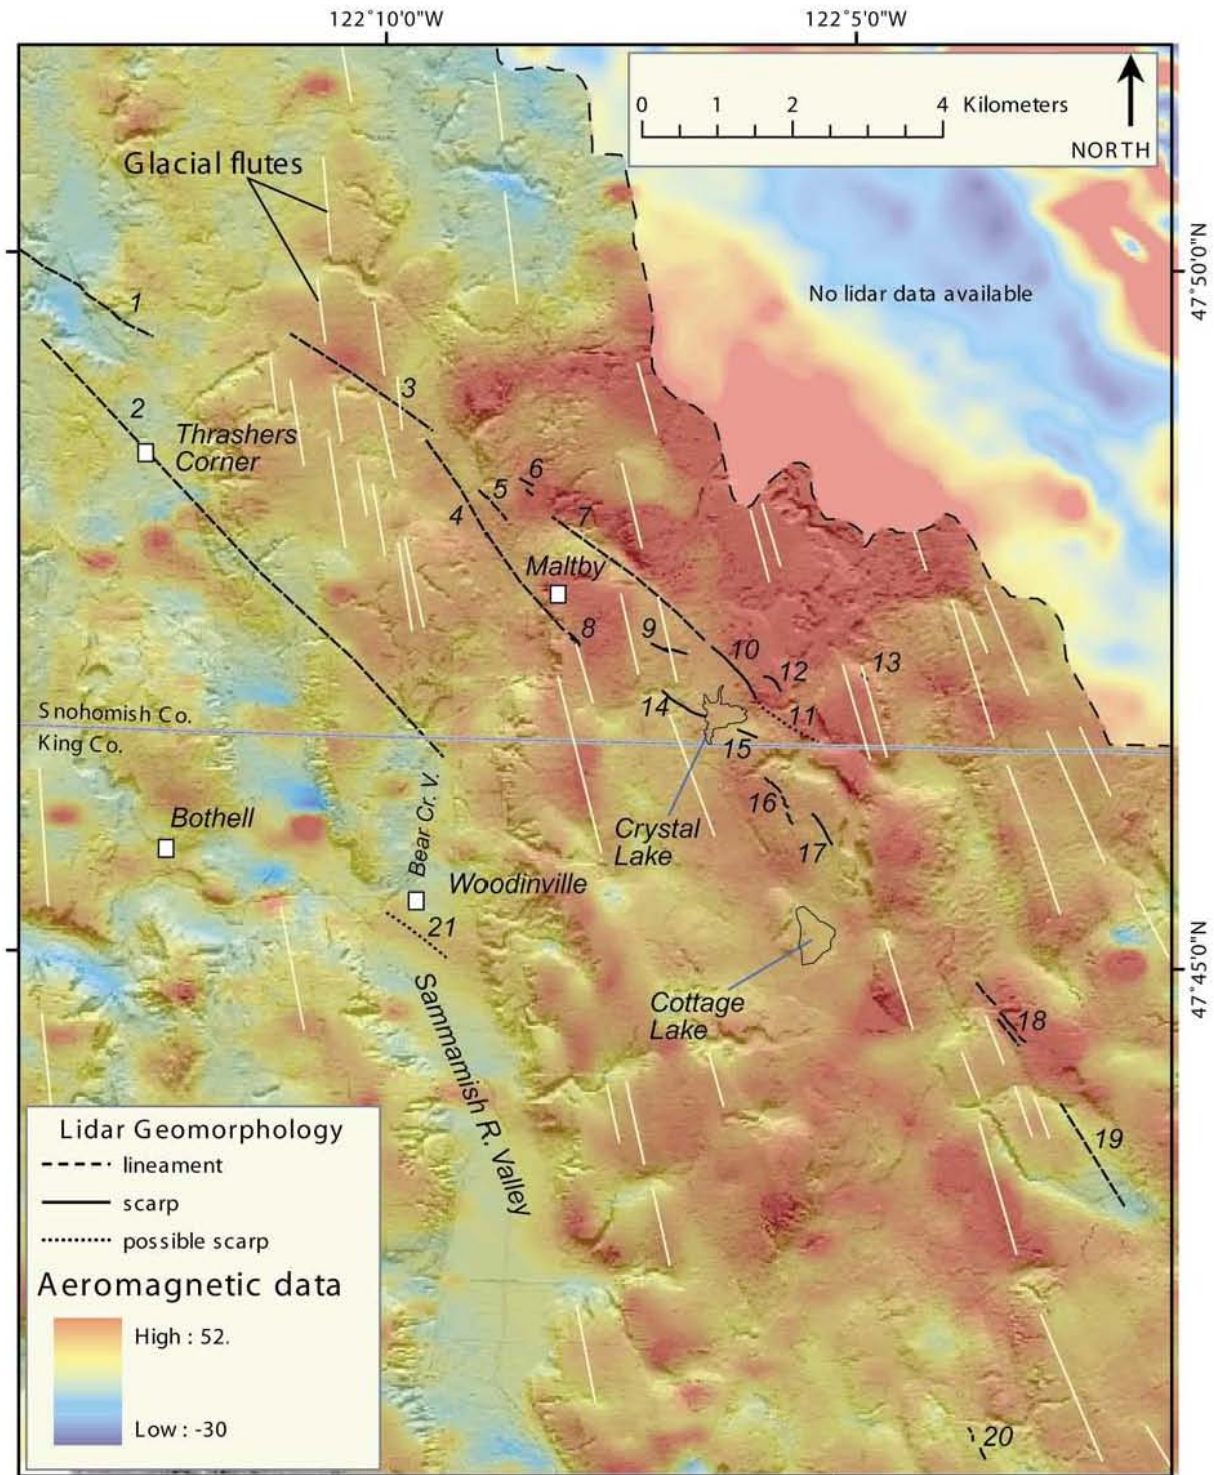 122°10'0"W
122°5'0"W
0 1 2 4 Kilometers
NORTH
Glacial flutes
47°50'0"N
No lidar data available
1
2
3
Thrashers
Corner
6
5
4
7
Maltby
8
9
10
12
13
14
11
15
Snohomish Co.
King Co.
16
17
Bear Cr. V.
Crystal
Lake
Bothell
Woodinville
21
47°45'0"N
Sammamish R. Valley
Cottage
Lake
18
19
20
Lidar Geomorphology
lineament
scarp
possible scarp
Aeromagnetic data
High : 52.
Low : -30